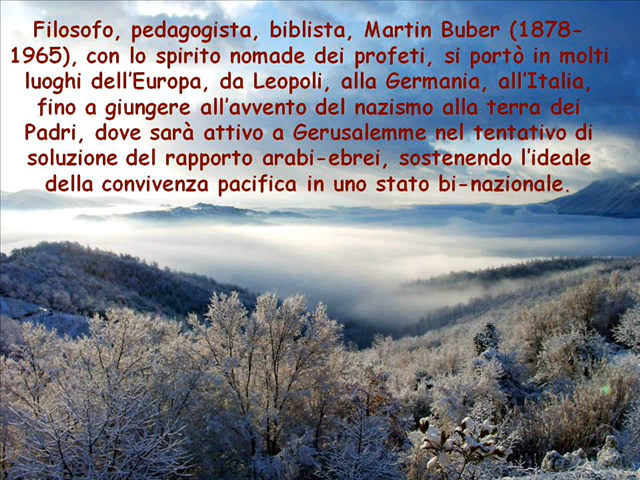 Filosofo, pedagogista, biblista, Martin Buber (1878-
1965), con lo spirito nomade dei profeti, si portò in molti
luoghi dell'Europa, da Leopoli, alla Germania, all'Italia,
fino a giungere all'avvento del nazismo alla terra dei
Padri, dove sarà attivo a Gerusalemme nel tentativo di
soluzione del rapporto arabi-ebrei, sostenendo l'ideale
della convivenza pacifica in uno stato bi-nazionale.